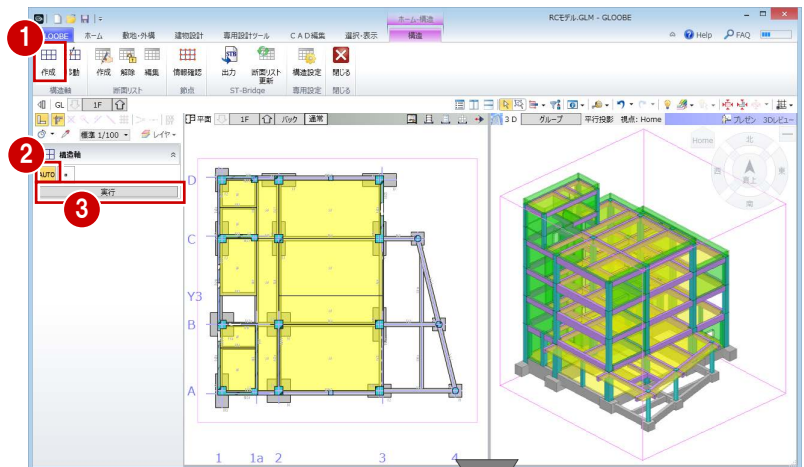 ホーム-構造
RCモデル.GLM - GLOOBE
1
LOOBE ホーム 敷地・外構 建物設計 専用設計ツール CAD編集 選択・表示 構造 Help FAQ
作成 移動 作成 解除 編集 情報確認 出力 断面リスト更新 構造設定 閉じる
構造軸 断面リスト 節点 ST-Bridge 専用設定 閉じる
GL 1F
平面 1F バック 通常 3D グループ 平行投影 視点: Home プレゼン 3Dレビュー
標準 1/100 レイヤー
2
構造軸
AUTO
実行
3
D
C
Y3
B
A
1 1a 2 3 4
Home 北
西 真上 東
南